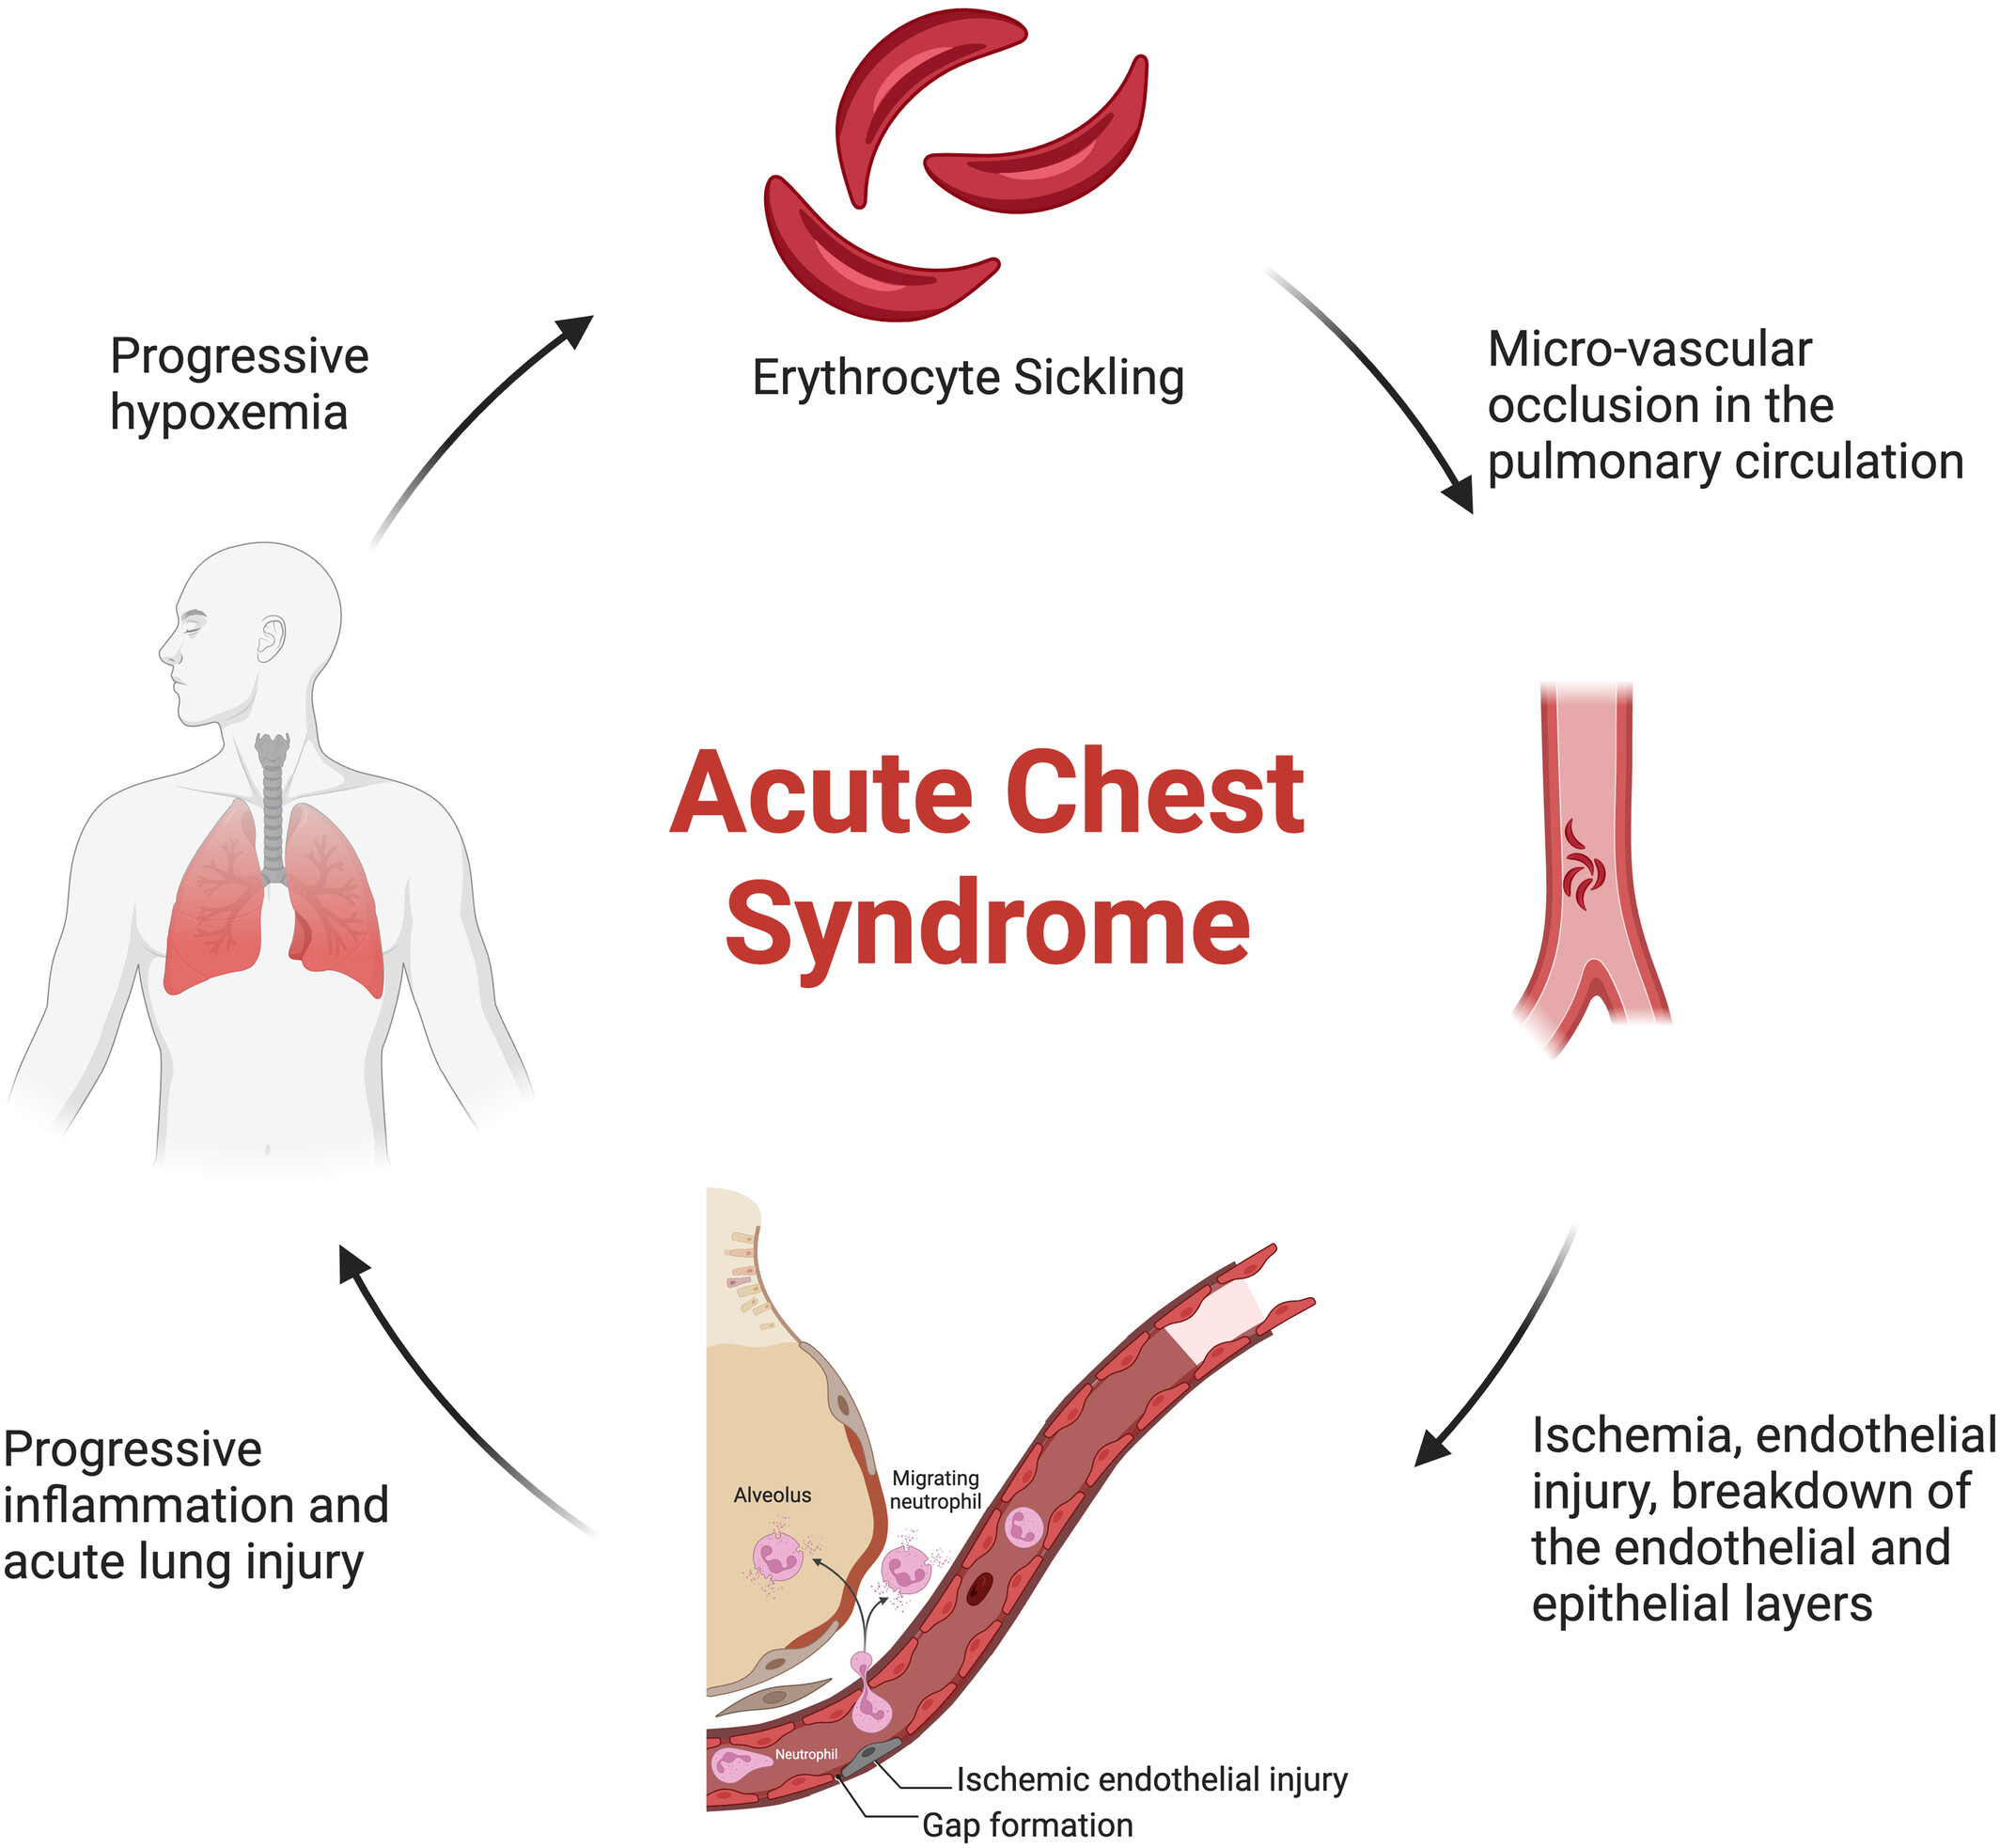 Erythrocyte Sickling
Micro-vascular
occlusion in the
pulmonary circulation
Ischemia, endothelial
injury, breakdown of
the endothelial and
epithelial layers
Alveolus
Migrating
neutrophil
Neutrophil
Ischemic endothelial injury
Gap formation
Progressive
inflammation and
acute lung injury
Progressive
hypoxemia
Acute Chest
Syndrome